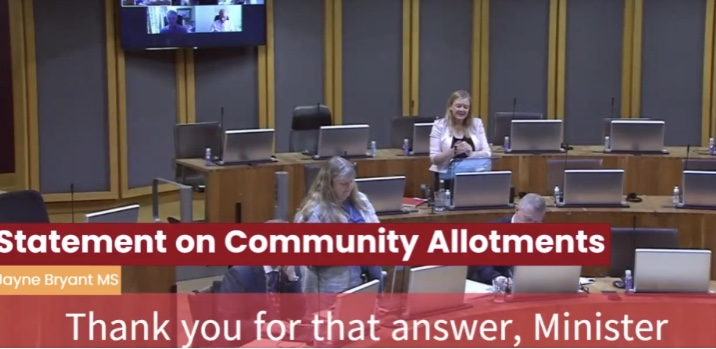 Statement on Community Allotments
Jayne Bryant MS
Thank you for that answer, Minister